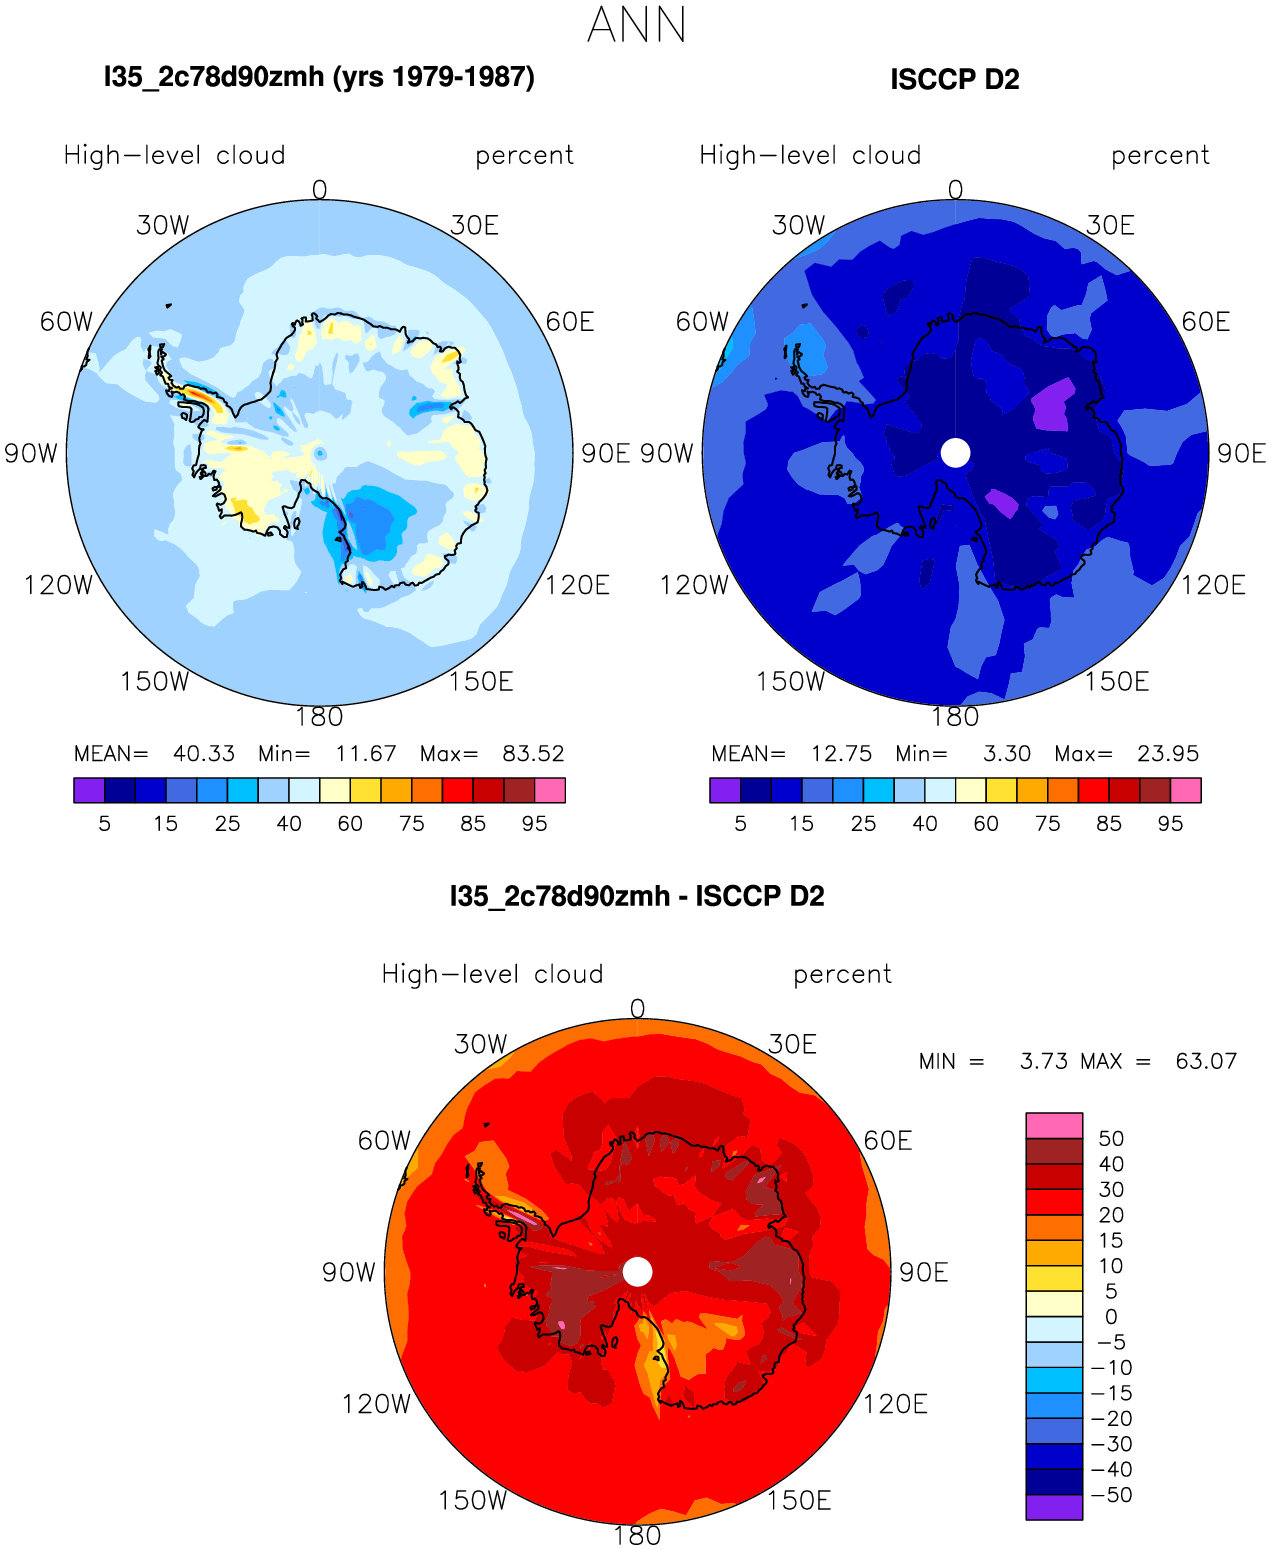 ANN
I35_2c78d90zmh (yrs 1979-1987)
ISCCP D2
High-level cloud percent
High-level cloud percent
0
30W 30E
60W 60E
90W 90E
120W 120E
150W 150E
180
0
30W 30E
60W 60E
90W 90E
120W 120E
150W 150E
180
MEAN= 40.33 Min= 11.67 Max= 83.52
5 15 25 40 60 75 85 95
MEAN= 12.75 Min= 3.30 Max= 23.95
5 15 25 40 60 75 85 95
I35_2c78d90zmh - ISCCP D2
High-level cloud percent
0
30W 30E
60W 60E
90W 90E
120W 120E
150W 150E
180
MIN = 3.73 MAX = 63.07
50
40
30
20
15
10
5
0
-5
-10
-15
-20
-30
-40
-50